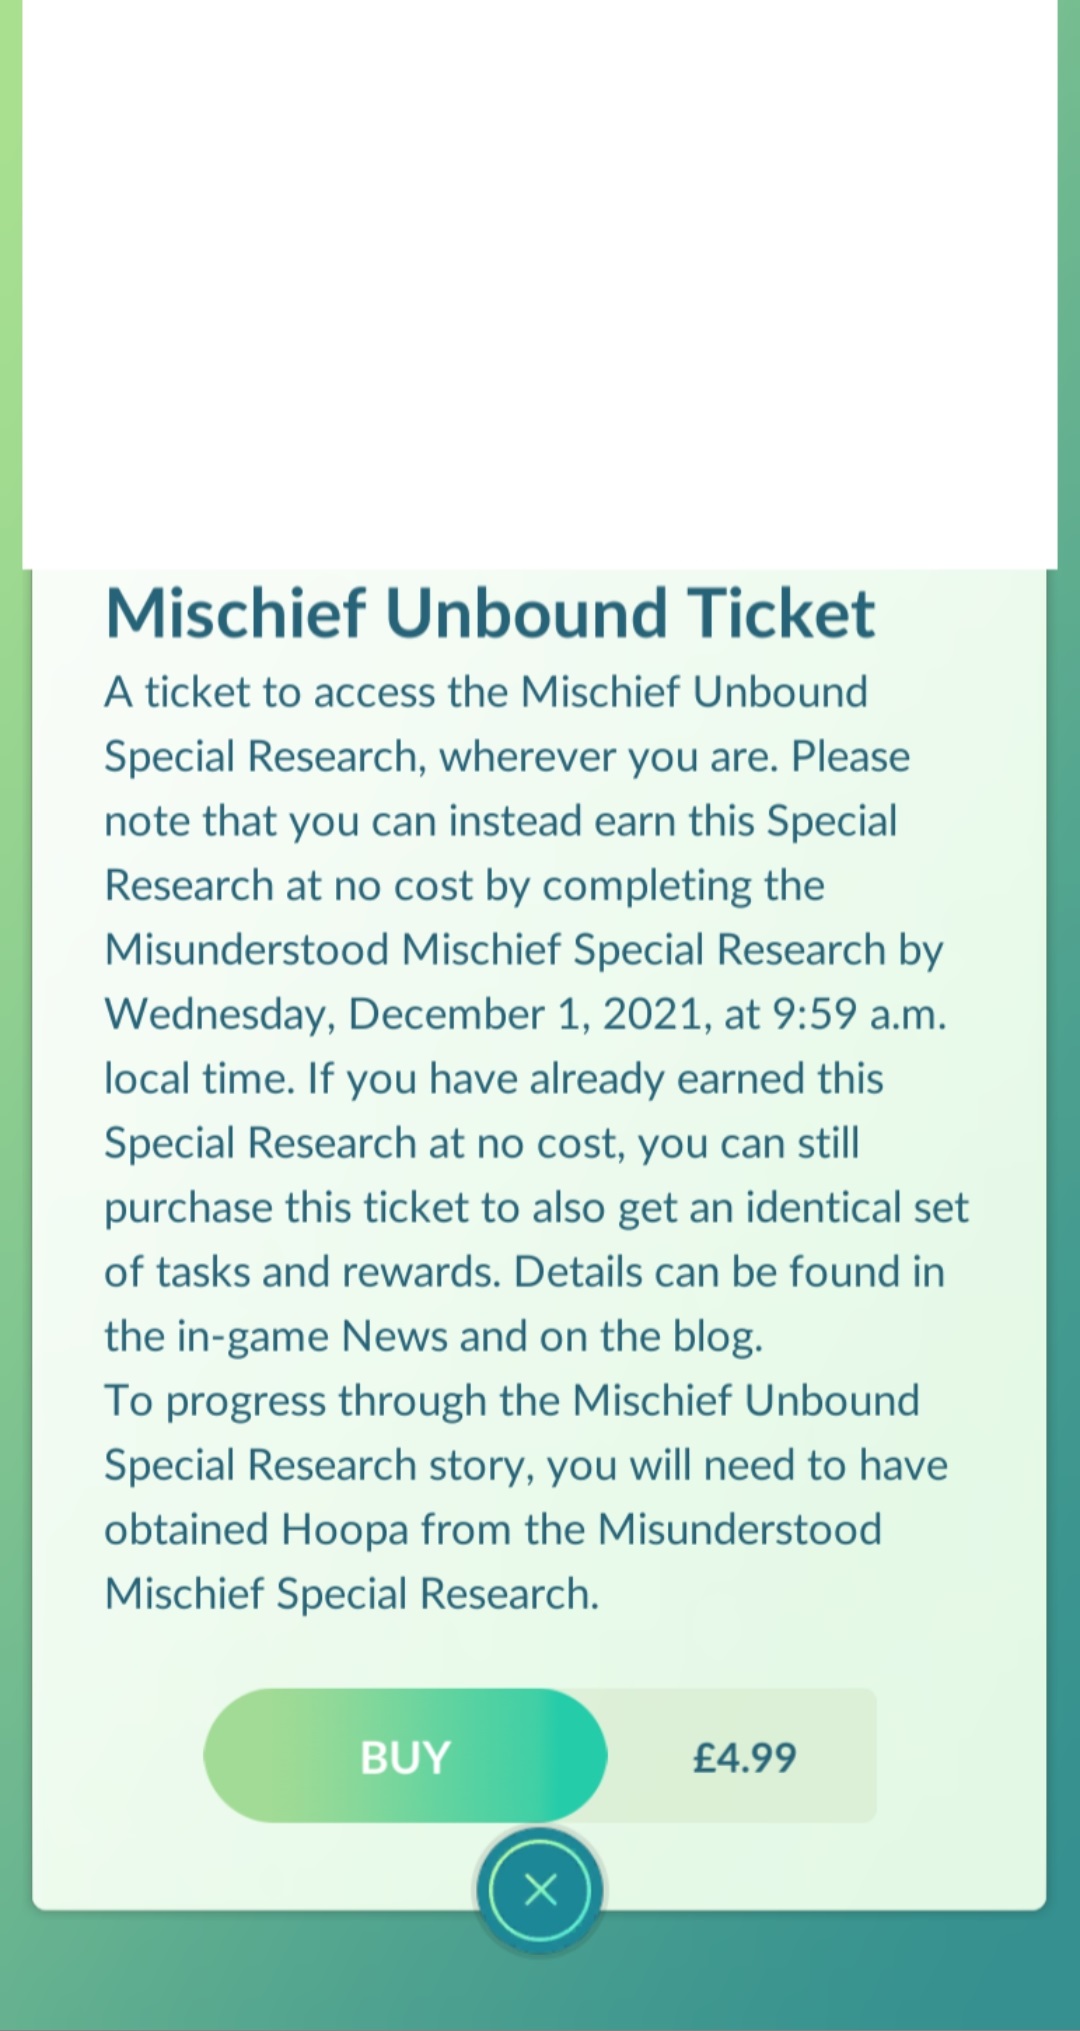 Mischief Unbound Ticket
A ticket to access the Mischief Unbound
Special Research, wherever you are. Please
note that you can instead earn this Special
Research at no cost by completing the
Misunderstood Mischief Special Research by
Wednesday, December 1, 2021, at 9:59 a.m.
local time. If you have already earned this
Special Research at no cost, you can still
purchase this ticket to also get an identical set
of tasks and rewards. Details can be found in
the in-game News and on the blog.
To progress through the Mischief Unbound
Special Research story, you will need to have
obtained Hoopa from the Misunderstood
Mischief Special Research.
BUY £4.99